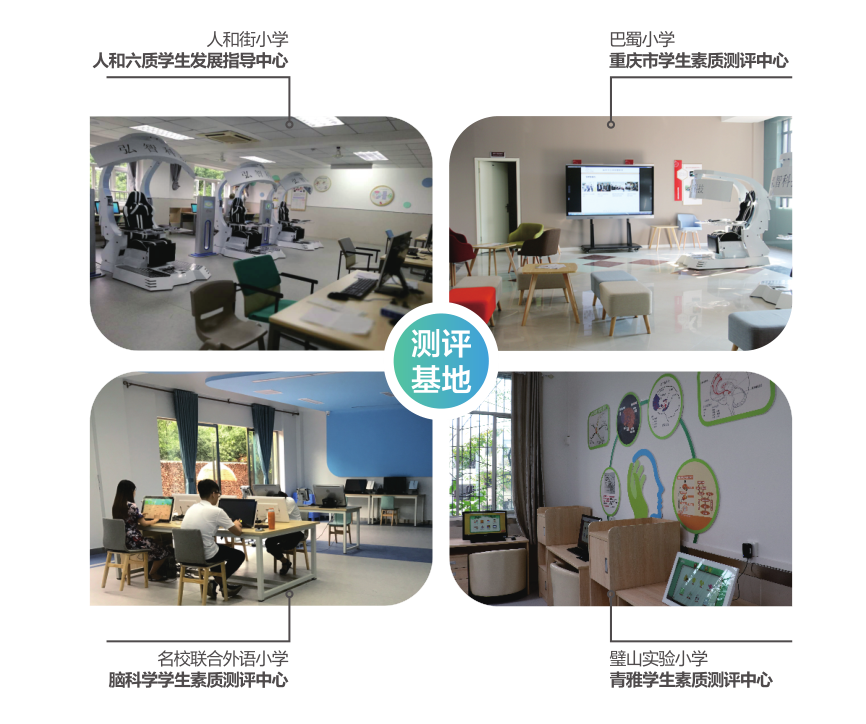 人和街小学
人和六质学生发展指导中心
巴蜀小学
重庆市学生素质测评中心
测评
基地
名校联合外语小学
脑科学学生素质测评中心
璧山实验小学
青雅学生素质测评中心